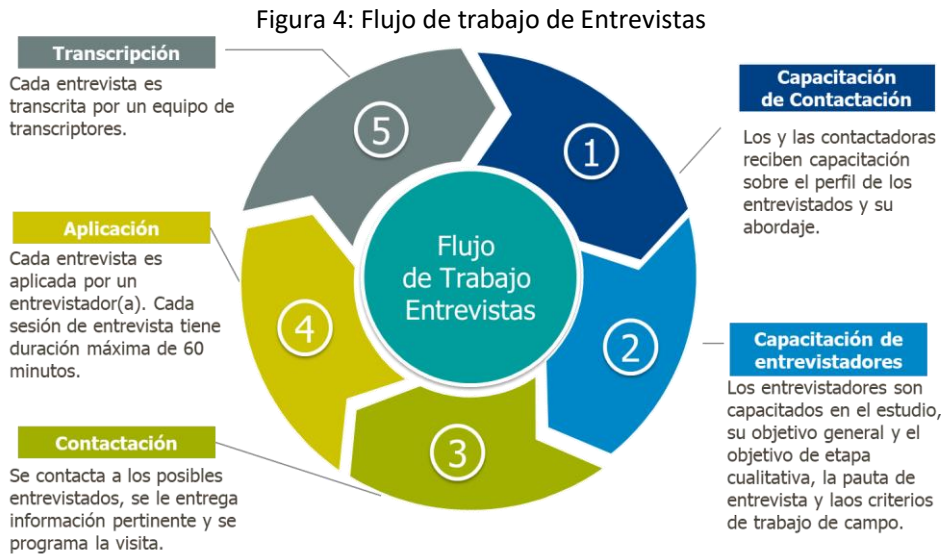 Figura 4: Flujo de trabajo de Entrevistas
Transcripción
Cada entrevista es
transcrita por un equipo de
transcriptores.
5
1
Capacitación
de Contactación
Los y las contactadoras
reciben capacitación
sobre el perfil de los
entrevistados y su
abordaje.
Aplicación
Cada entrevista es
aplicada por un
entrevistador(a). Cada
sesión de entrevista tiene
duración máxima de 60
minutos.
Flujo
de Trabajo
Entrevistas
4
2
Capacitación de
entrevistadores
Los entrevistadores son
capacitados en el estudio,
su objetivo general y el
objetivo de etapa
cualitativa, la pauta de
entrevista y laos criterios
de trabajo de campo.
Contactación
Se contacta a los posibles
entrevistados, se le entrega
información pertinente y se
programa la visita.
3